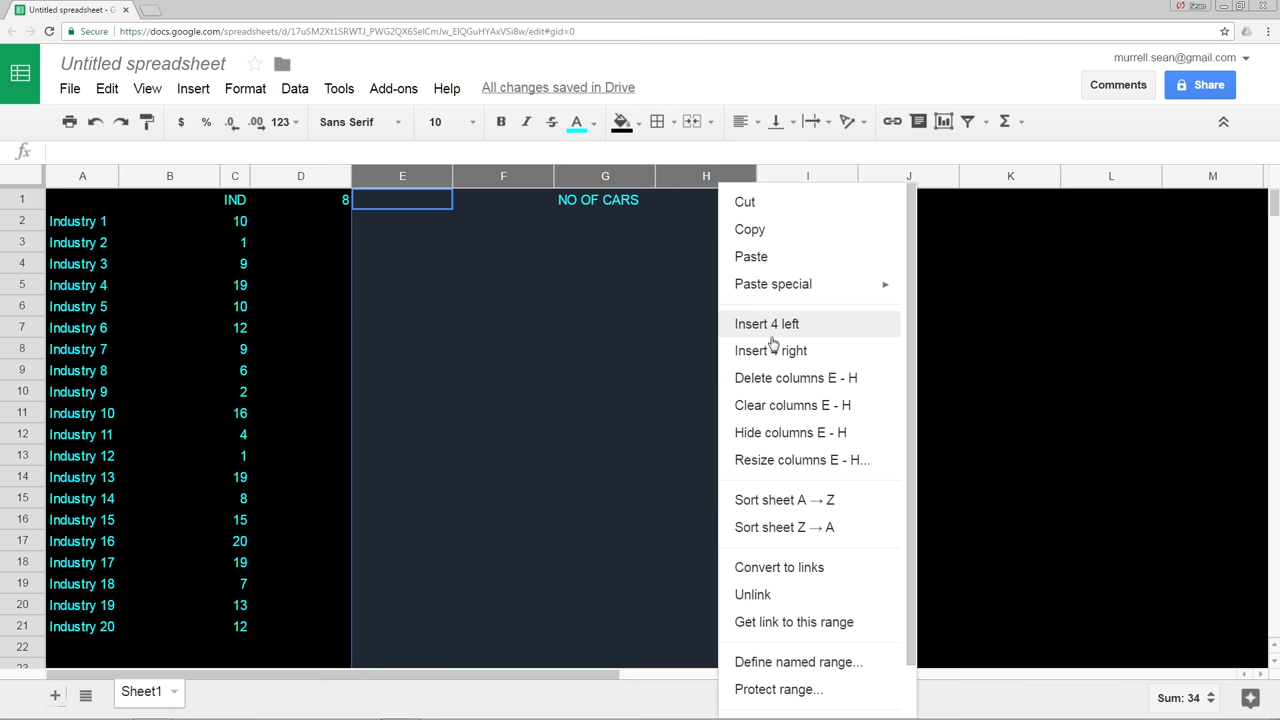 Untitled spreadsheet - G
Sean
Secure
https://docs.google.com/spreadsheets/d/17uSM2Xt1SRWTJ_PWG2QX6SelCmJw_EIQGuHYAxVSi8w/edit#gid=0
Untitled spreadsheet
murrell.sean@gmail.com
File Edit View Insert Format Data Tools Add-ons Help All changes saved in Drive
Comments
Share
$ % .0 .00 123 Sans Serif 10 B I S A Σ
fx
A B C D E F G H I J K L M
1 IND 8 NO OF CARS
2 Industry 1 10
3 Industry 2 1
4 Industry 3 9
5 Industry 4 19
6 Industry 5 10
7 Industry 6 12
8 Industry 7 9
9 Industry 8 6
10 Industry 9 2
11 Industry 10 16
12 Industry 11 4
13 Industry 12 1
14 Industry 13 19
15 Industry 14 8
16 Industry 15 15
17 Industry 16 20
18 Industry 17 19
19 Industry 18 7
20 Industry 19 13
21 Industry 20 12
22
23
Cut
Copy
Paste
Paste special
Insert 4 left
Insert 4 right
Delete columns E - H
Clear columns E - H
Hide columns E - H
Resize columns E - H...
Sort sheet A → Z
Sort sheet Z → A
Convert to links
Unlink
Get link to this range
Define named range...
Protect range...
Sheet1
Sum: 34